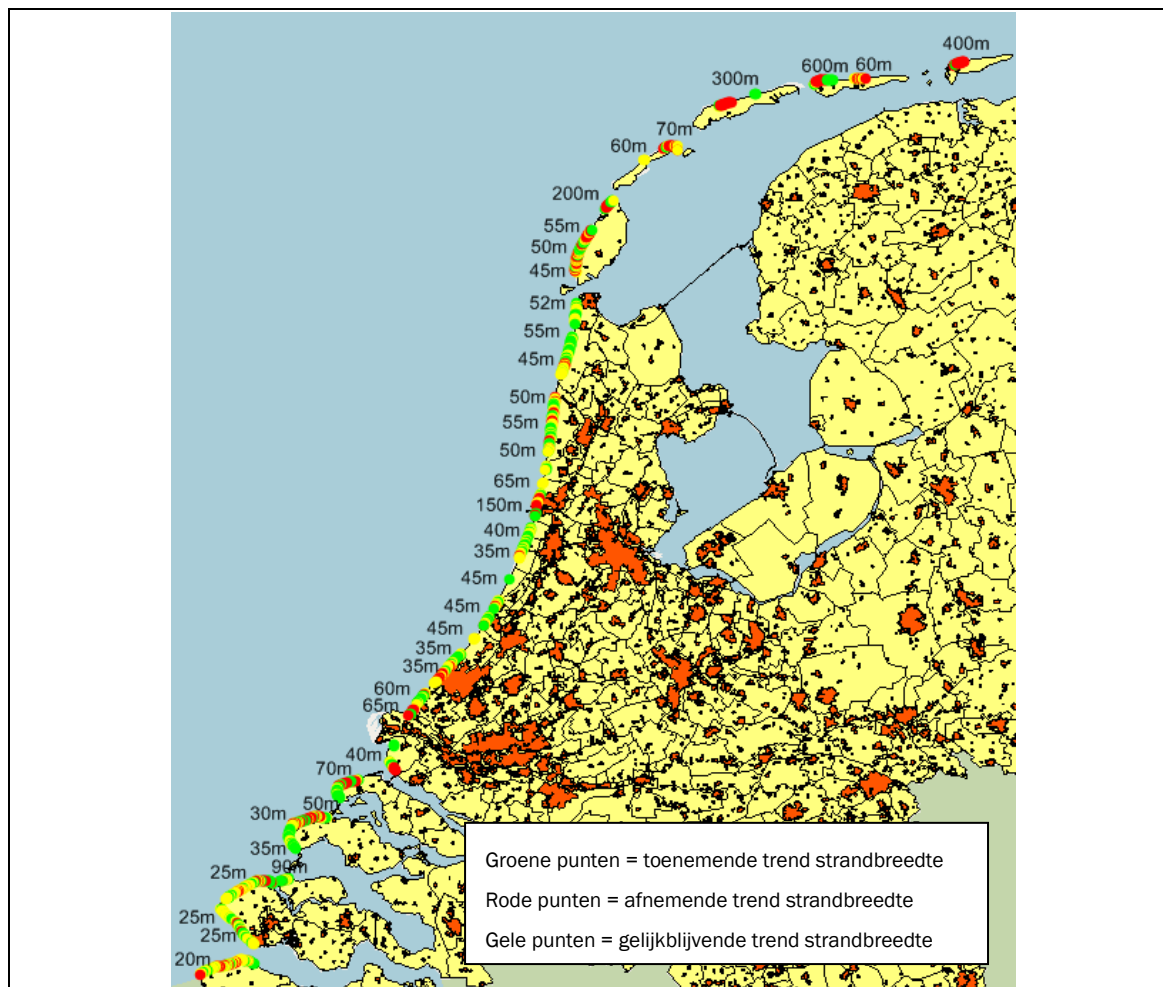 400m
600m 60m
300m
70m
60m
200m
55m
50m
45m
52m
55m
45m
50m
55m
50m
65m
150m
40m
35m
45m
45m
45m
35m
35m
60m
65m
40m
70m
50m
30m
35m
90m
25m
25m
25m
20m
Groene punten = toenemende trend strandbreedte
Rode punten = afnemende trend strandbreedte
Gele punten = gelijkblijvende trend strandbreedte